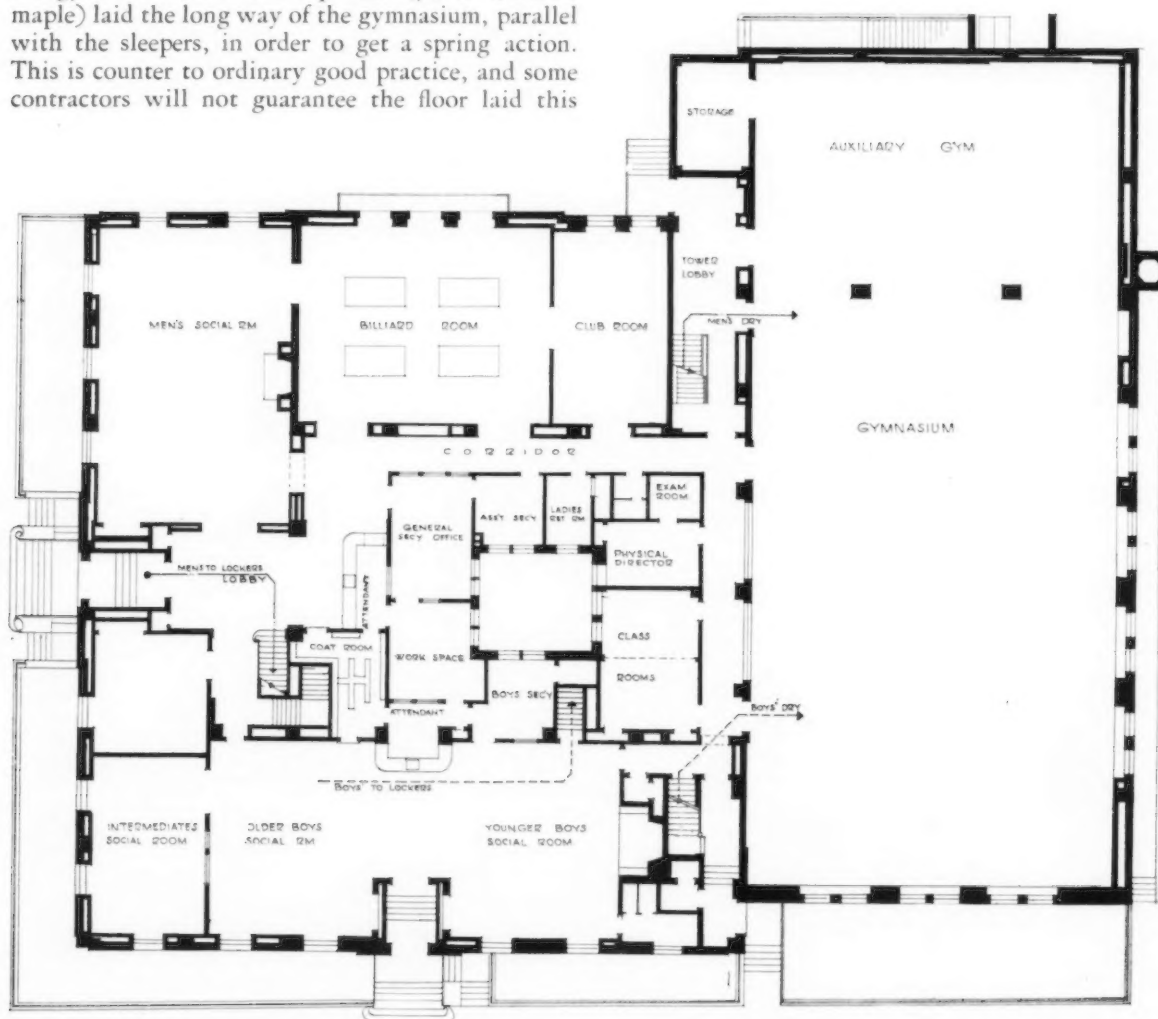 maple) laid the long way of the gymnasium, parallel
with the sleepers, in order to get a spring action.
This is counter to ordinary good practice, and some
contractors will not guarantee the floor laid this
STORAGE
AUXILIARY GYM
TOWER
LOBBY
MEN'S SOCIAL RM
BILLIARD ROOM
CLUB ROOM
MEN'S DRY
GYMNASIUM
CORRIDOR
GENERAL
SECY OFFICE
ASS'T SECY
LADIES
RST RM
EXAM
ROOM
PHYSICAL
DIRECTOR
MENS TO LOCKERS
LOBBY
ATTENDANT
COAT ROOM
WORK SPACE
CLASS
ROOMS
BOYS SECY
ATTENDANT
BOYS' DRY
BOYS' TO LOCKERS
INTERMEDIATES
SOCIAL ROOM
OLDER BOYS
SOCIAL RM
YOUNGER BOYS
SOCIAL ROOM